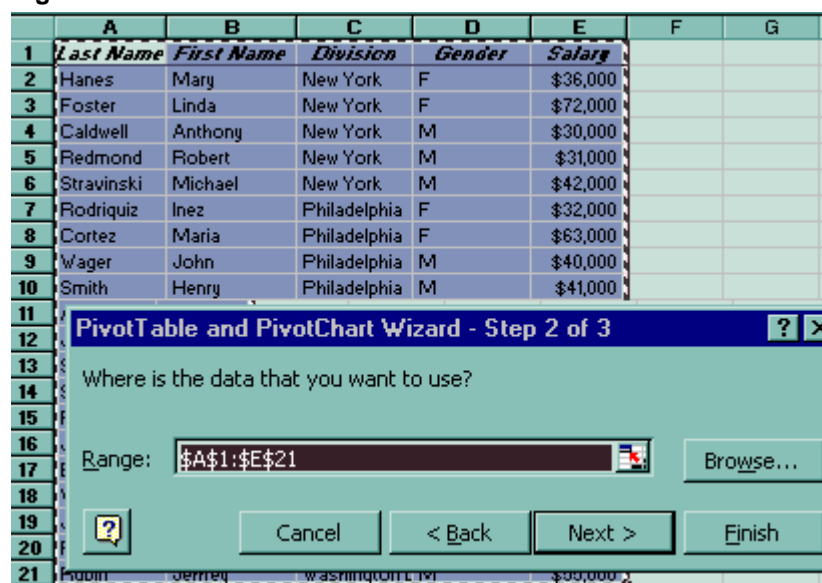 A B C D E F G
1 Last Name First Name Division Gender Salary
2 Hanes Mary New York F $36,000
3 Foster Linda New York F $72,000
4 Caldwell Anthony New York M $30,000
5 Redmond Robert New York M $31,000
6 Stravinski Michael New York M $42,000
7 Rodriquiz Inez Philadelphia F $32,000
8 Cortez Maria Philadelphia F $63,000
9 Wager John Philadelphia M $40,000
10 Smith Henry Philadelphia M $41,000
11
12
PivotTable and PivotChart Wizard - Step 2 of 3
13
14
Where is the data that you want to use?
15
16
17
Range: $A$1:$E$21 Browse...
18
19
20
Cancel < Back Next > Finish
21 Rubin Jeffrey M